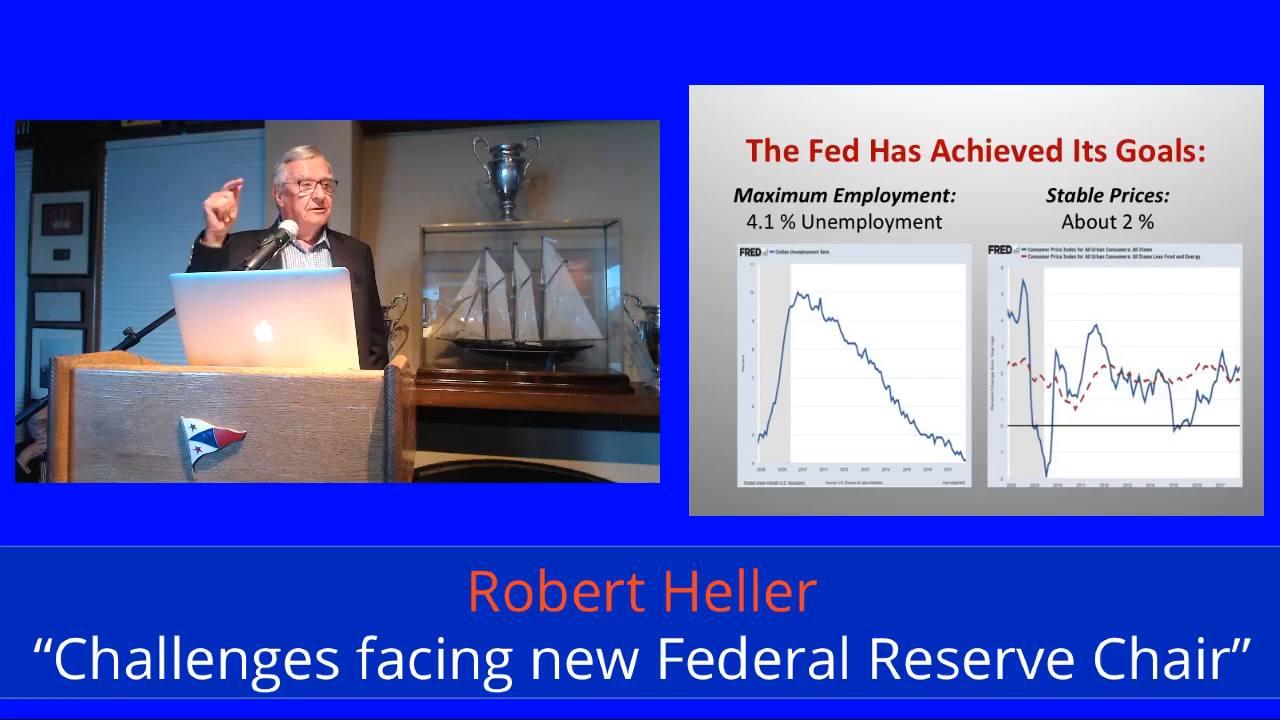 The Fed Has Achieved Its Goals:
Maximum Employment:
4.1 % Unemployment
Stable Prices:
About 2 %
FRED
Civilian Unemployment Rate
FRED
Consumer Price Index for All Urban Consumers: All Items
Consumer Price Index for All Urban Consumers: All Items Less Food and Energy
Robert Heller
“Challenges facing new Federal Reserve Chair”